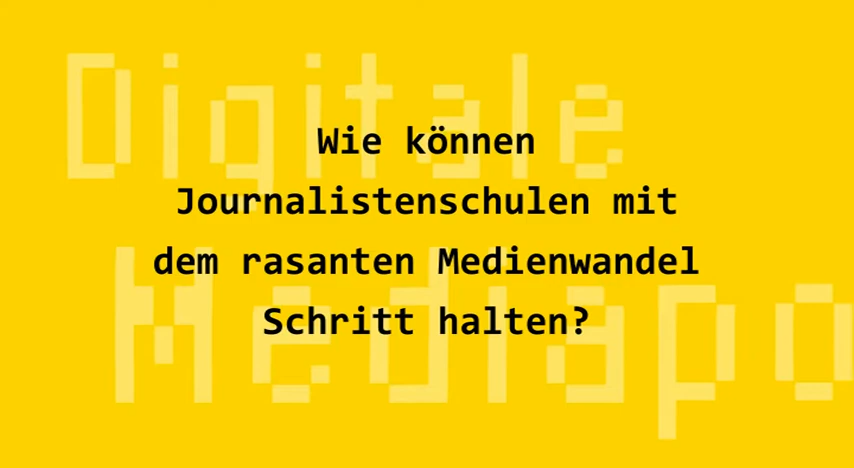 Digitale
Wie können
Journalistenschulen mit
dem rasanten Medienwandel
Schritt halten?
Mediapo